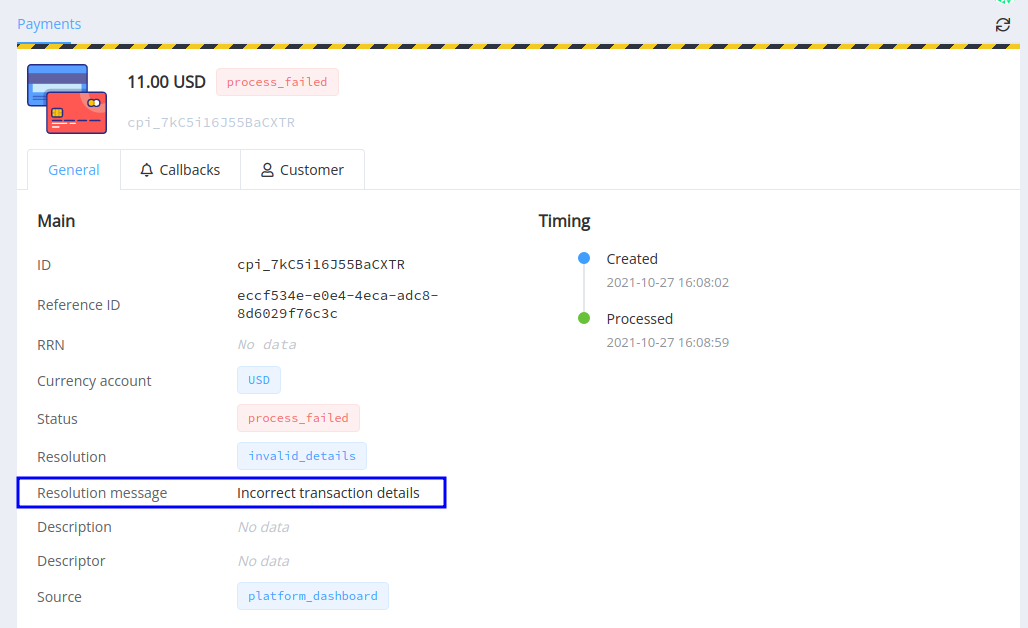 Payments
11.00 USD process_failed
cpi_7kC5i16J55BaCXTR
General Callbacks Customer
Main
ID cpi_7kC5i16J55BaCXTR
Reference ID eccf534e-e0e4-4eca-adc8-
8d6029f76c3c
RRN No data
Currency account USD
Status process_failed
Resolution invalid_details
Resolution message Incorrect transaction details
Description No data
Descriptor No data
Source platform_dashboard
Timing
Created
2021-10-27 16:08:02
Processed
2021-10-27 16:08:59